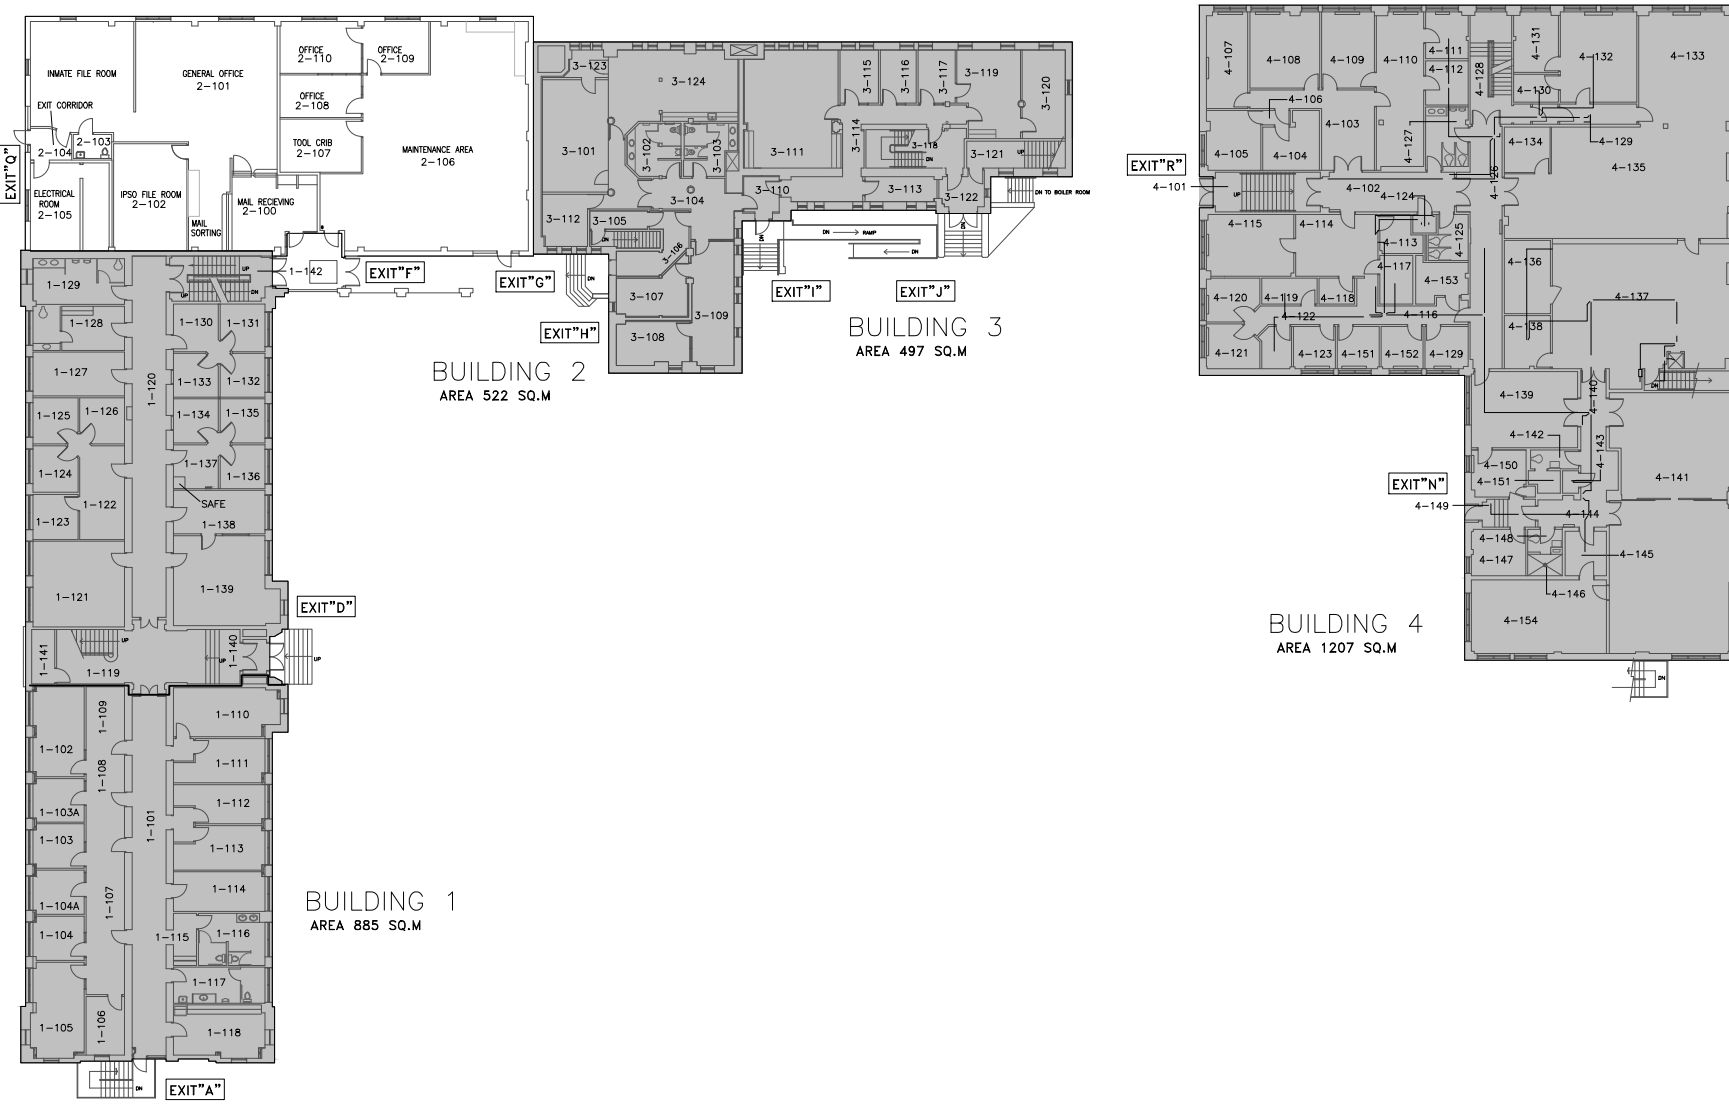 INMATE FILE ROOM
GENERAL OFFICE
2-101
EXIT CORRIDOR
2-104
2-103
EXIT"Q"
ELECTRICAL
ROOM
2-105
IPSO FILE ROOM
2-102
MAIL
SORTING
MAIL RECIEVING
2-100
OFFICE
2-110
OFFICE
2-109
OFFICE
2-108
TOOL CRIB
2-107
MAINTENANCE AREA
2-106
EXIT"F"
EXIT"G"
BUILDING 2
AREA 522 SQ.M
3-123
3-124
3-101
3-102
3-103
3-112
3-105
3-104
3-106
3-107
3-108
3-109
3-110
3-111
3-113
3-114
3-115
3-116
3-117
3-118
DN
3-119
3-120
3-121
UP
3-122
DN
DN
DN
DN
RAMP
DN
DN
DN TO BOILER ROOM
EXIT"H"
EXIT"I"
EXIT"J"
BUILDING 3
AREA 497 SQ.M
1-142
UP
UP
DN
1-129
1-128
1-130
1-131
1-127
1-120
1-133
1-132
1-125
1-126
1-134
1-135
1-124
1-137
1-136
1-122
SAFE
1-123
1-138
1-121
1-139
EXIT"D"
1-141
UP
1-119
UP
1-140
UP
1-109
1-110
1-102
1-108
1-111
1-103A
1-112
1-101
1-103
1-113
1-107
1-104A
1-114
1-104
1-115
1-116
1-117
1-105
1-106
1-118
DN
EXIT"A"
BUILDING 1
AREA 885 SQ.M
4-107
4-108
4-109
4-110
4-111
4-112
4-128
4-131
4-132
4-133
4-130
4-106
4-103
4-127
4-105
4-104
4-134
4-129
4-135
EXIT"R"
4-101
UP
4-102
4-126
4-124
4-115
4-114
4-113
4-125
4-117
4-153
4-136
4-120
4-119
4-118
4-122
4-116
4-137
4-138
4-121
4-123
4-151
4-152
4-129
DN
4-139
4-140
4-142
4-143
4-150
4-151
4-141
EXIT"N"
4-149
4-144
4-148
4-147
4-145
4-146
4-154
DN
BUILDING 4
AREA 1207 SQ.M